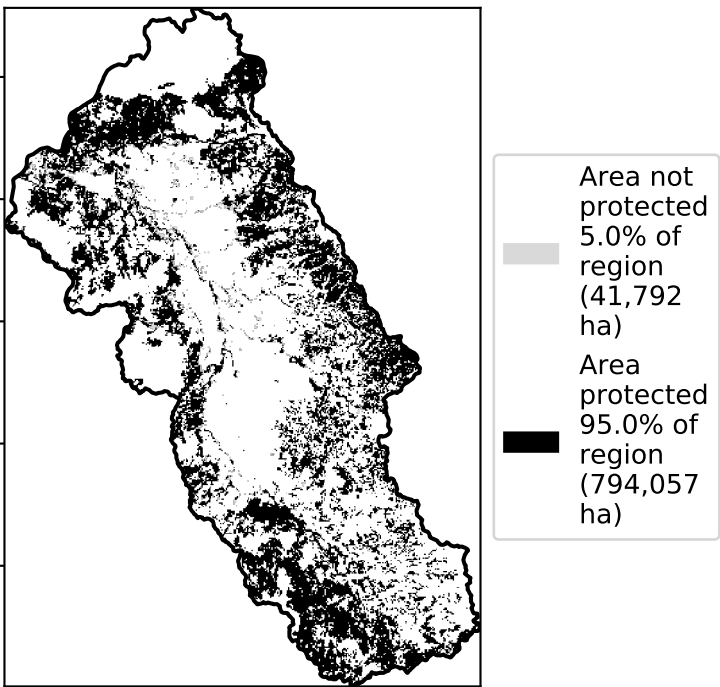 Area not
protected
5.0% of
region
(41,792
ha)
Area
protected
95.0% of
region
(794,057
ha)